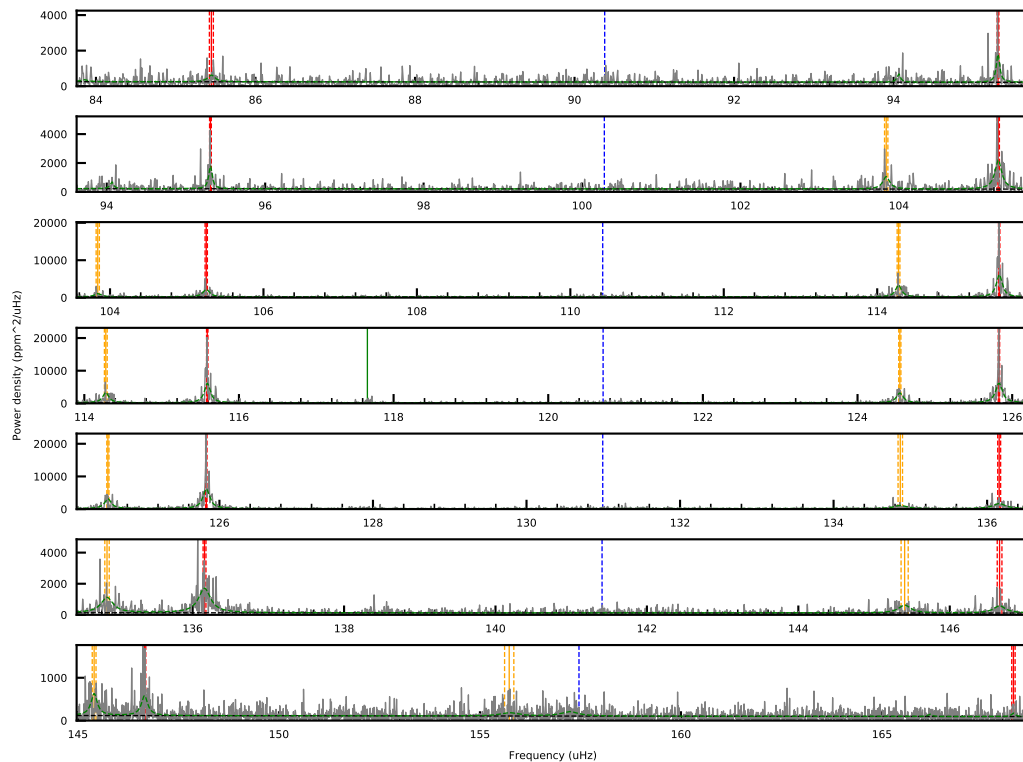 4000
2000
0
84 86 88 90 92 94
4000
2000
0
94 96 98 100 102 104
20000
10000
0
104 106 108 110 112 114
20000
10000
0
114 116 118 120 122 124 126
Power density (ppm^2/uHz)
20000
10000
0
126 128 130 132 134 136
4000
2000
0
136 138 140 142 144 146
1000
0
145 150 155 160 165
Frequency (uHz)